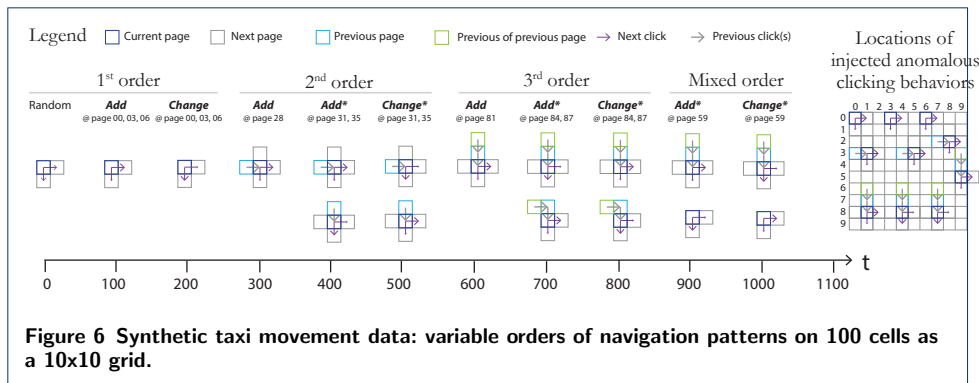 Legend Current page Next page Previous page Previous of previous page Next click Previous click(s)
Locations of
injected anomalous
clicking behaviors
1st order 2nd order 3rd order Mixed order
Random Add Change Add Add* Change* Add Add* Change* Add* Change*
@ page 00, 03, 06 @ page 00, 03, 06 @ page 28 @ page 31, 35 @ page 31, 35 @ page 81 @ page 84, 87 @ page 84, 87 @ page 59 @ page 59
0 1 2 3 4 5 6 7 8 9
0
1
2
3
4
5
6
7
8
9
0 100 200 300 400 500 600 700 800 900 1000 1100
t
Figure 6 Synthetic taxi movement data: variable orders of navigation patterns on 100 cells as
a 10x10 grid.